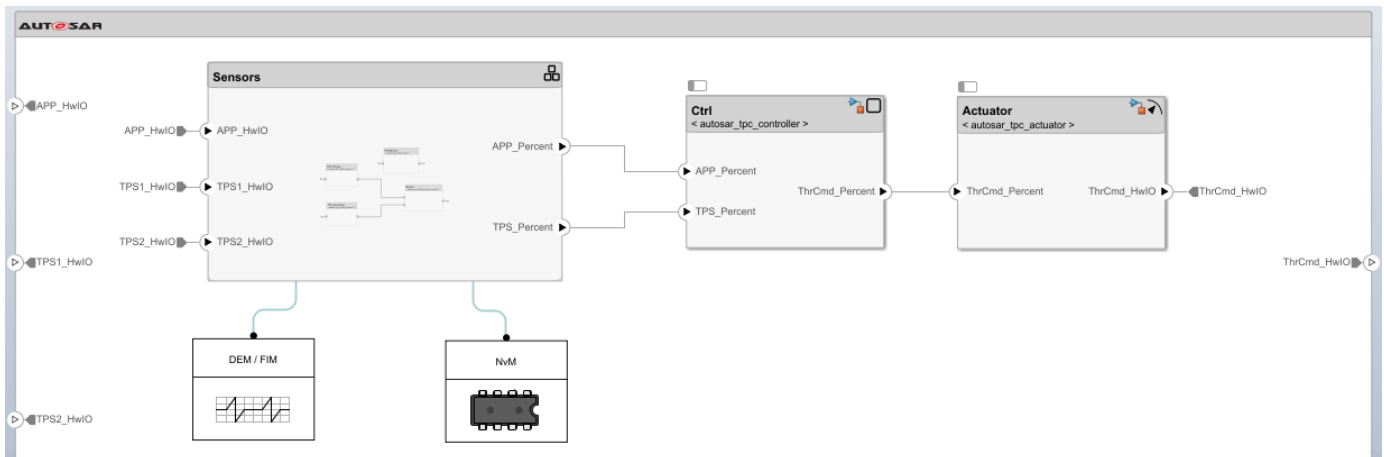 AUTOSAR
Sensors
APP_HwIO
APP_HwIO
APP_HwIO
TPS1_HwIO
TPS1_HwIO
TPS2_HwIO
TPS2_HwIO
APP_Percent
TPS_Percent
Ctrl
< autosar_tpc_controller >
APP_Percent
TPS_Percent
ThrCmd_Percent
Actuator
< autosar_tpc_actuator >
ThrCmd_Percent
ThrCmd_HwIO
ThrCmd_HwIO
TPS1_HwIO
ThrCmd_HwIO
DEM / FIM
NvM
TPS2_HwIO